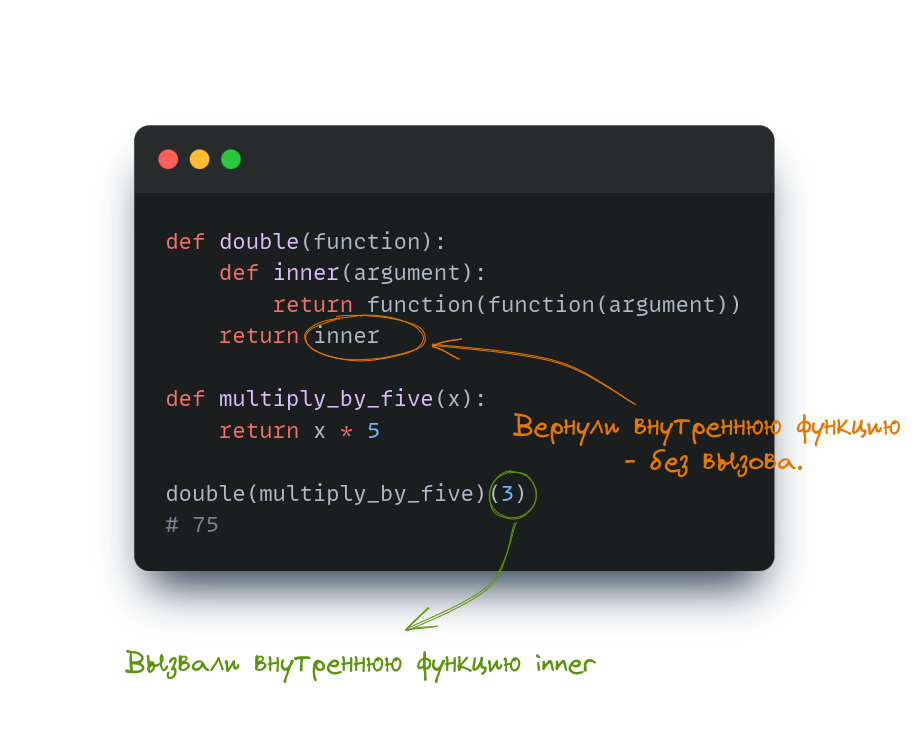 def double(function):
    def inner(argument):
        return function(function(argument))
    return inner
def multiply_by_five(x):
    return x * 5
Вернули внутреннюю функцию
- без вызова.
double(multiply_by_five)(3)
# 75
Вызвали внутреннюю функцию inner